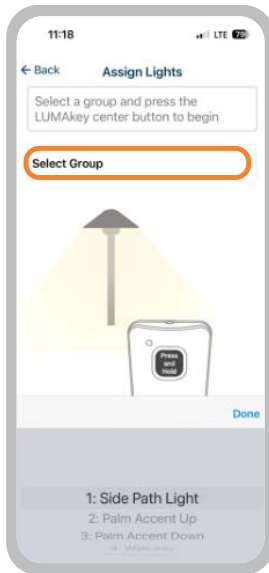 11:18 LTE 79
← Back Assign Lights
Select a group and press the
LUMAkey center button to begin
Select Group
Press
and
Hold
Done
1: Side Path Light
2: Palm Accent Up
3: Palm Accent Down